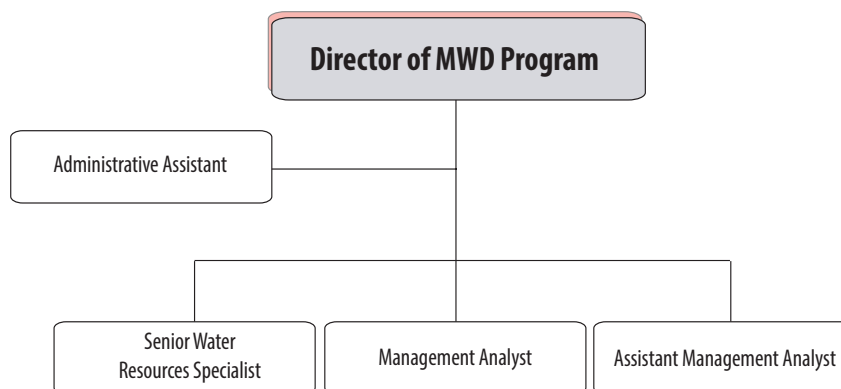 Director of MWD Program
Administrative Assistant
Senior Water
Resources Specialist
Management Analyst
Assistant Management Analyst